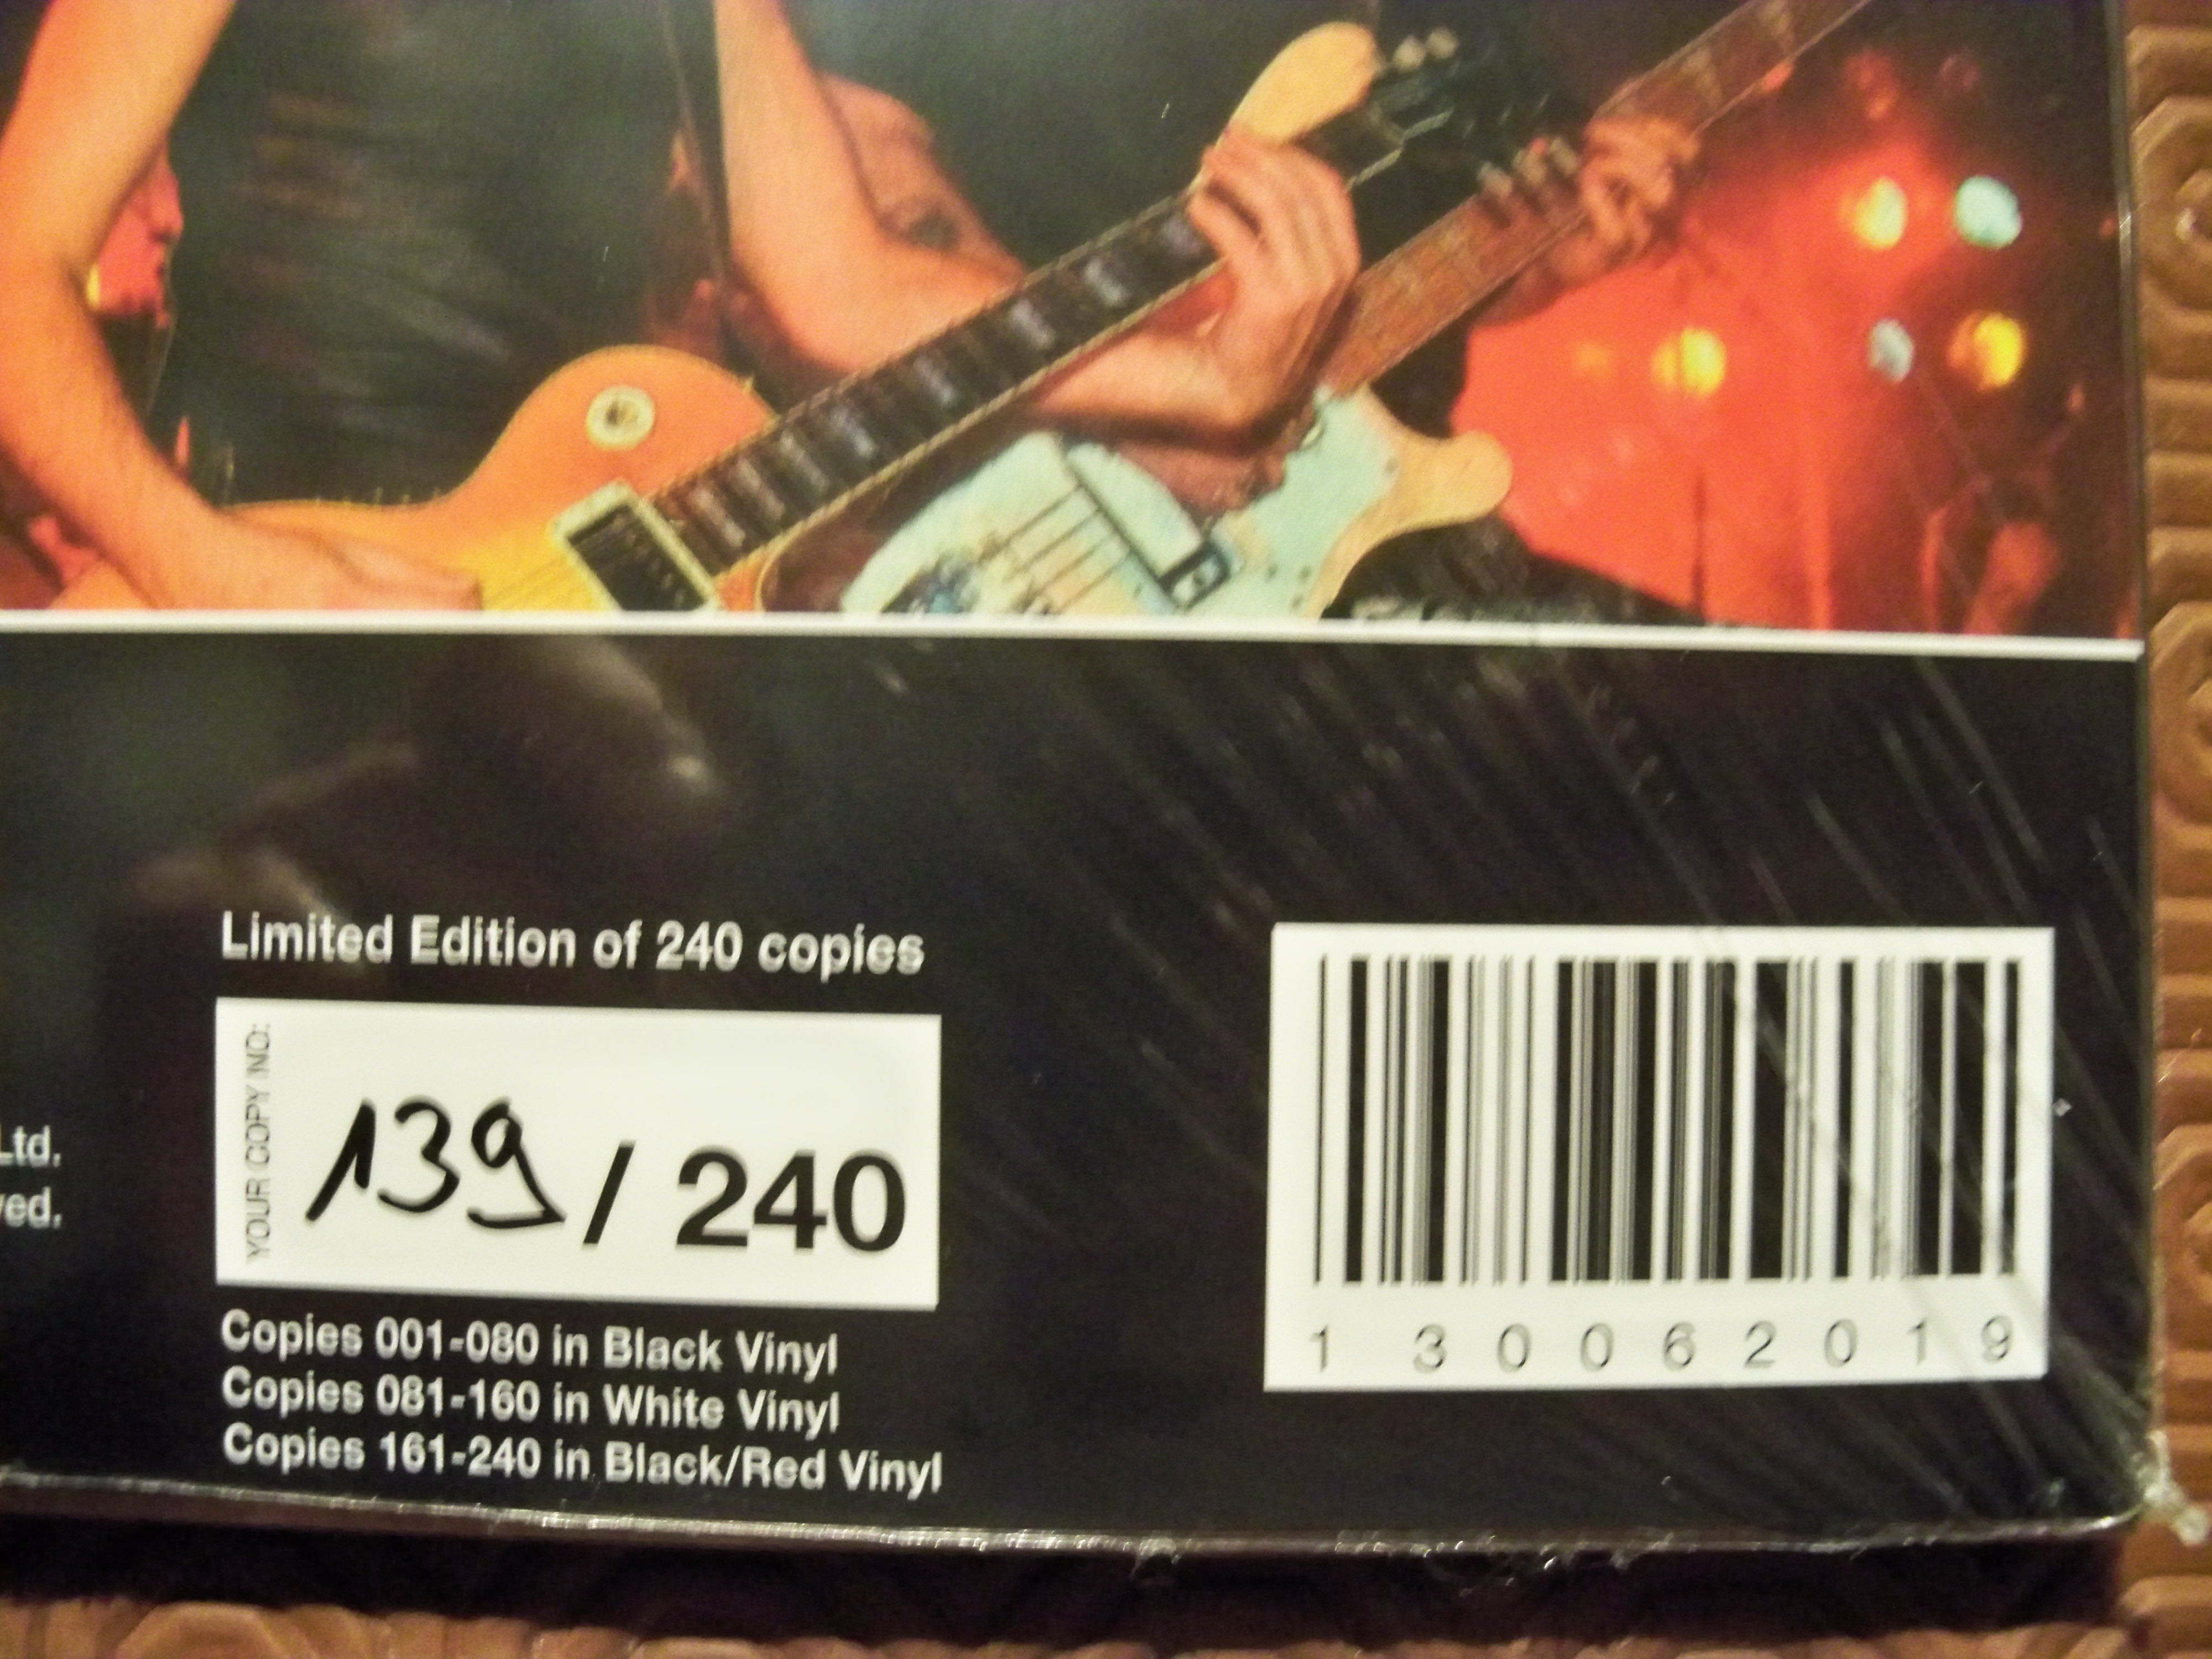 Limited Edition of 240 copies
YOUR COPY NO:
139 / 240
Copies 001-080 in Black Vinyl
Copies 081-160 in White Vinyl
Copies 161-240 in Black/Red Vinyl
Ltd.
1 3 0 0 6 2 0 1 9